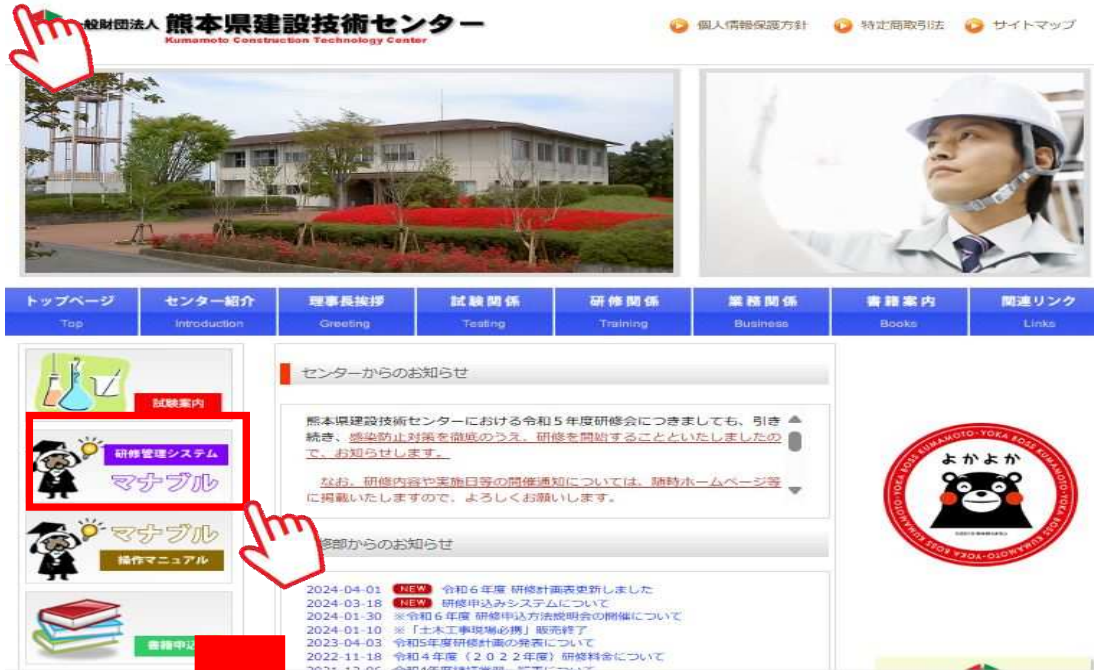 般財団法人 熊本県建設技術センター
Kumamoto Construction Technology Center
個人情報保護方針 特定商取引法 サイトマップ
トップページ センター紹介 理事長挨拶 試験関係 研修関係 業務関係 書籍案内 関連リンク
Top Introduction Greeting Testing Training Business Books Links
試験案内
研修管理システム
マナブル
マナブル
操作マニュアル
書籍申込
センターからのお知らせ
熊本県建設技術センターにおける令和5年度研修会につきましても、引き
続き、感染防止対策を徹底のうえ、研修を開始することといたしましたの
で、お知らせします。
なお、研修内容や実施日等の開催通知については、随時ホームページ等
に掲載いたしますので、よろしくお願いします。
修部からのお知らせ
2024-04-01 NEW 令和6年度 研修計画表更新しました
2024-03-18 NEW 研修申込みシステムについて
2024-01-30 ※令和6年度 研修申込方法説明会の開催について
2024-01-10 ※「土木工事現場必携」販売終了
2023-04-03 令和5年度研修計画の発表について
2022-11-18 令和4年度(2022年度)研修料金について
KUMAMOTO-YOKA BOSS
よかよか